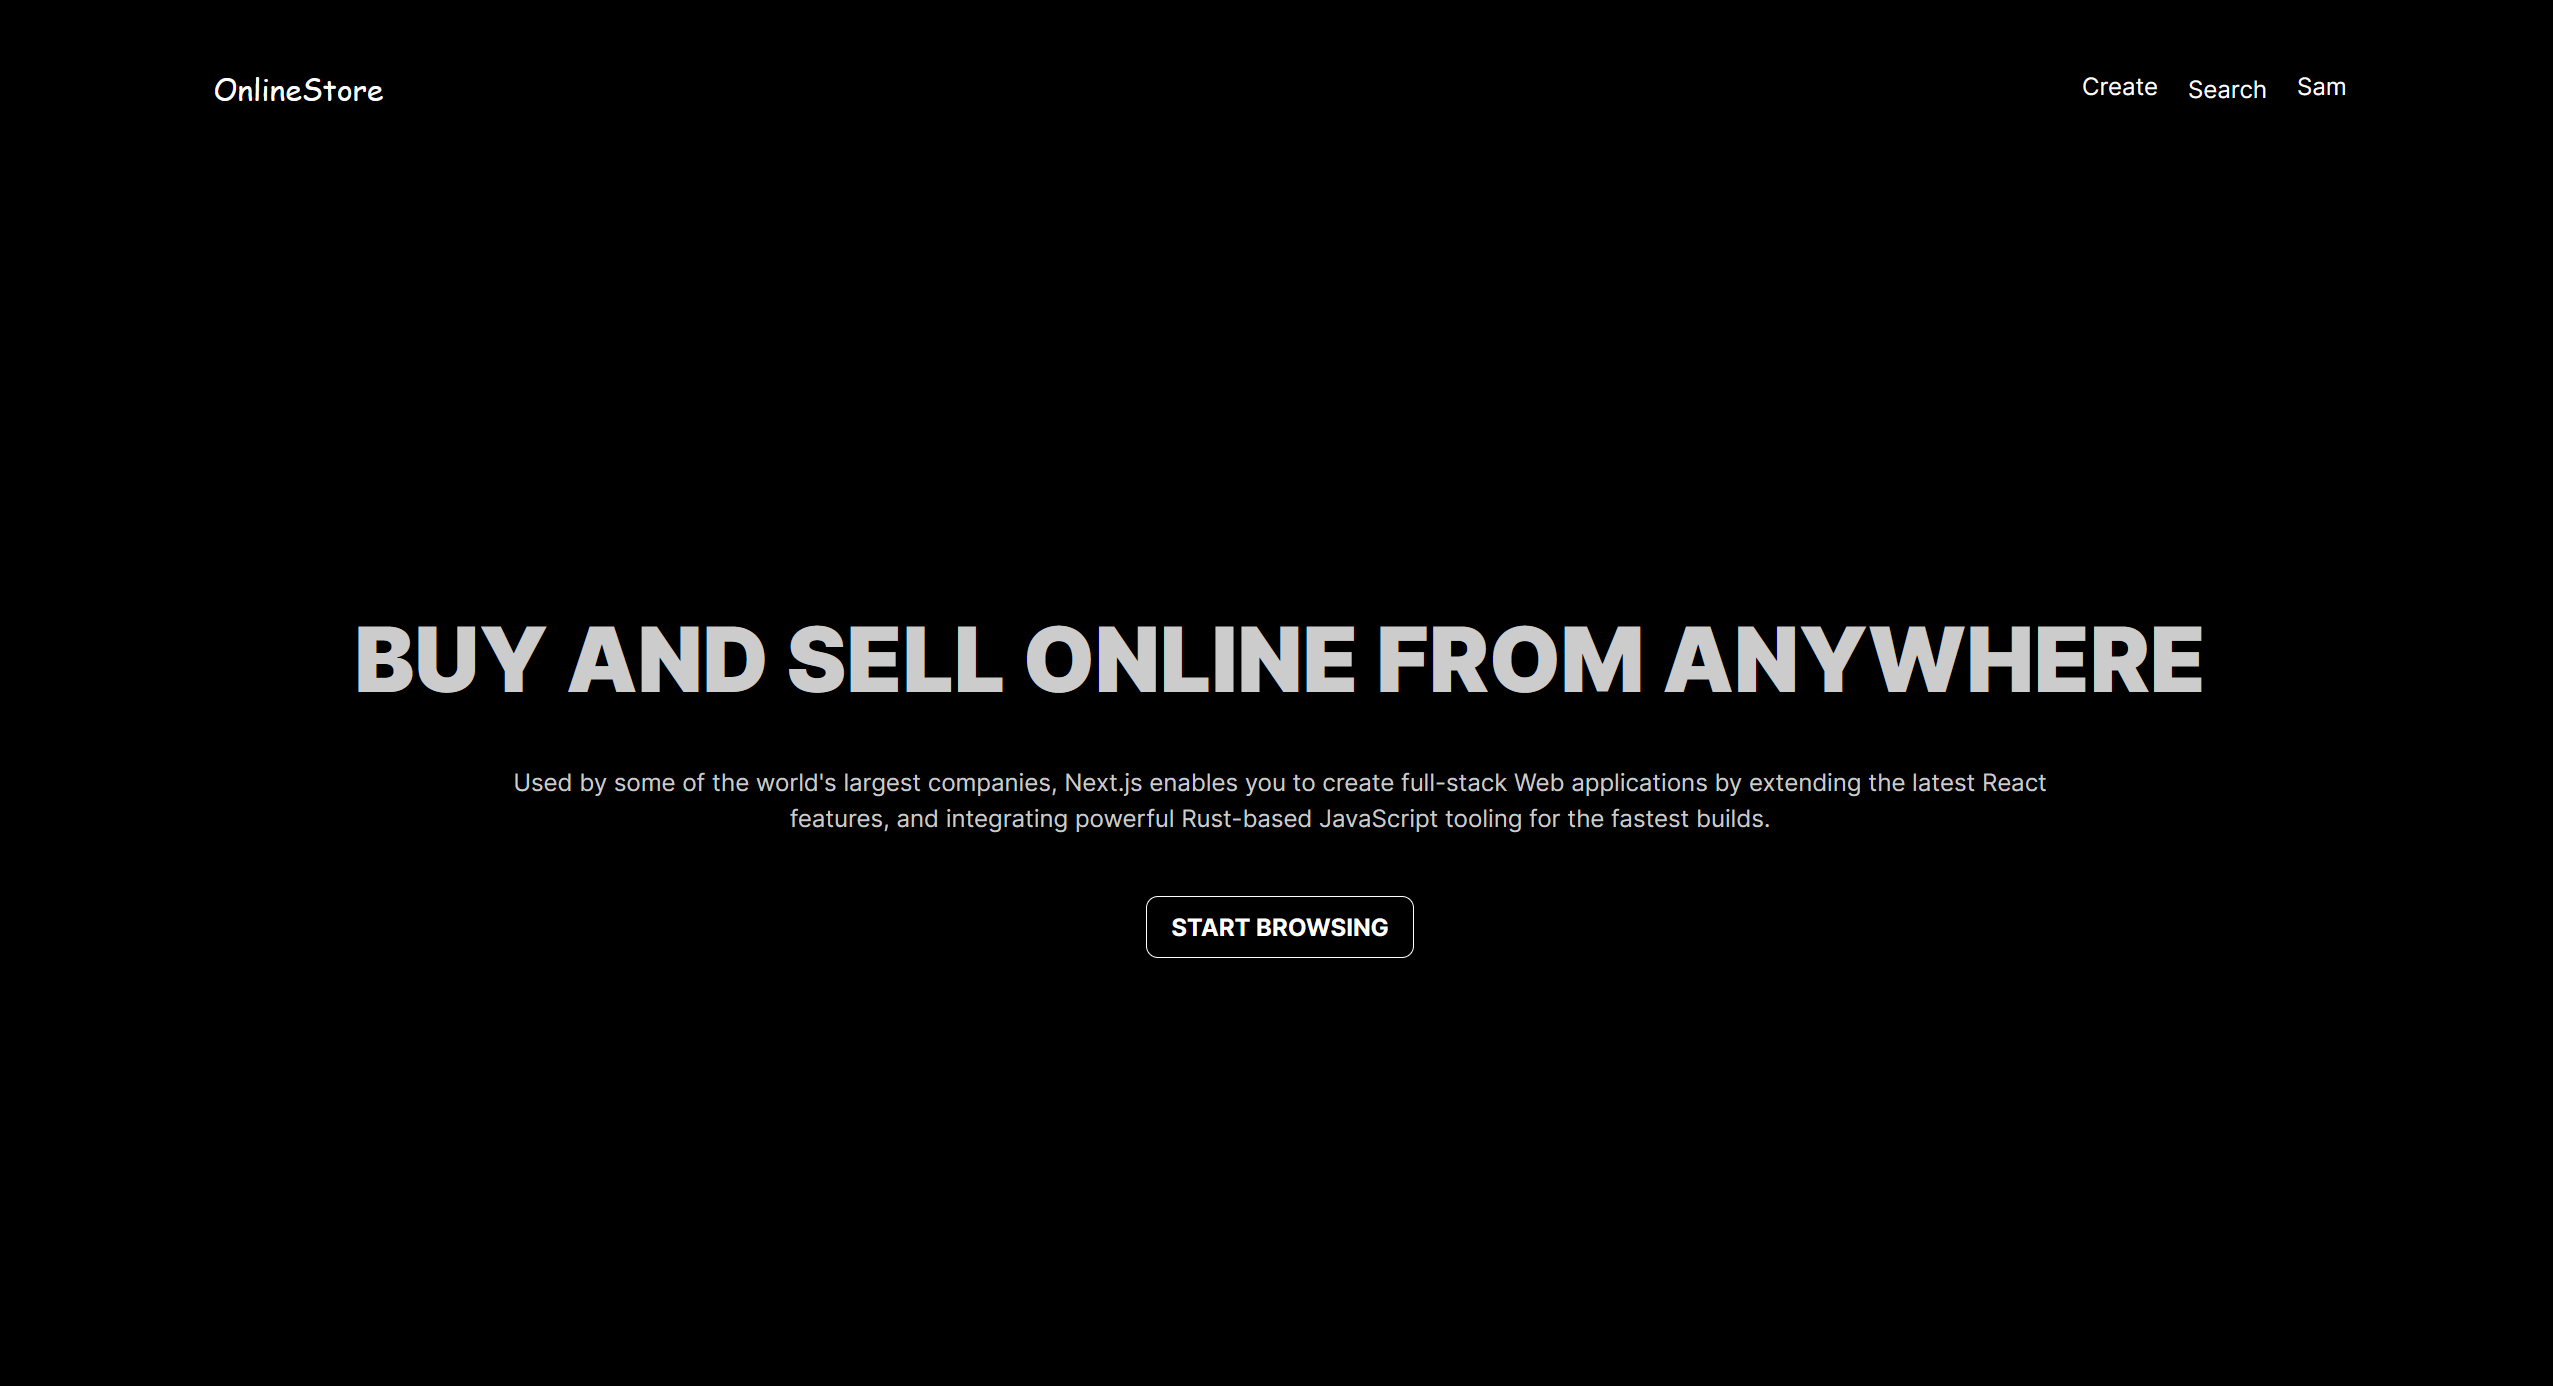 OnlineStore
Create Search Sam
BUY AND SELL ONLINE FROM ANYWHERE
Used by some of the world's largest companies, Next.js enables you to create full-stack Web applications by extending the latest React
features, and integrating powerful Rust-based JavaScript tooling for the fastest builds.
START BROWSING